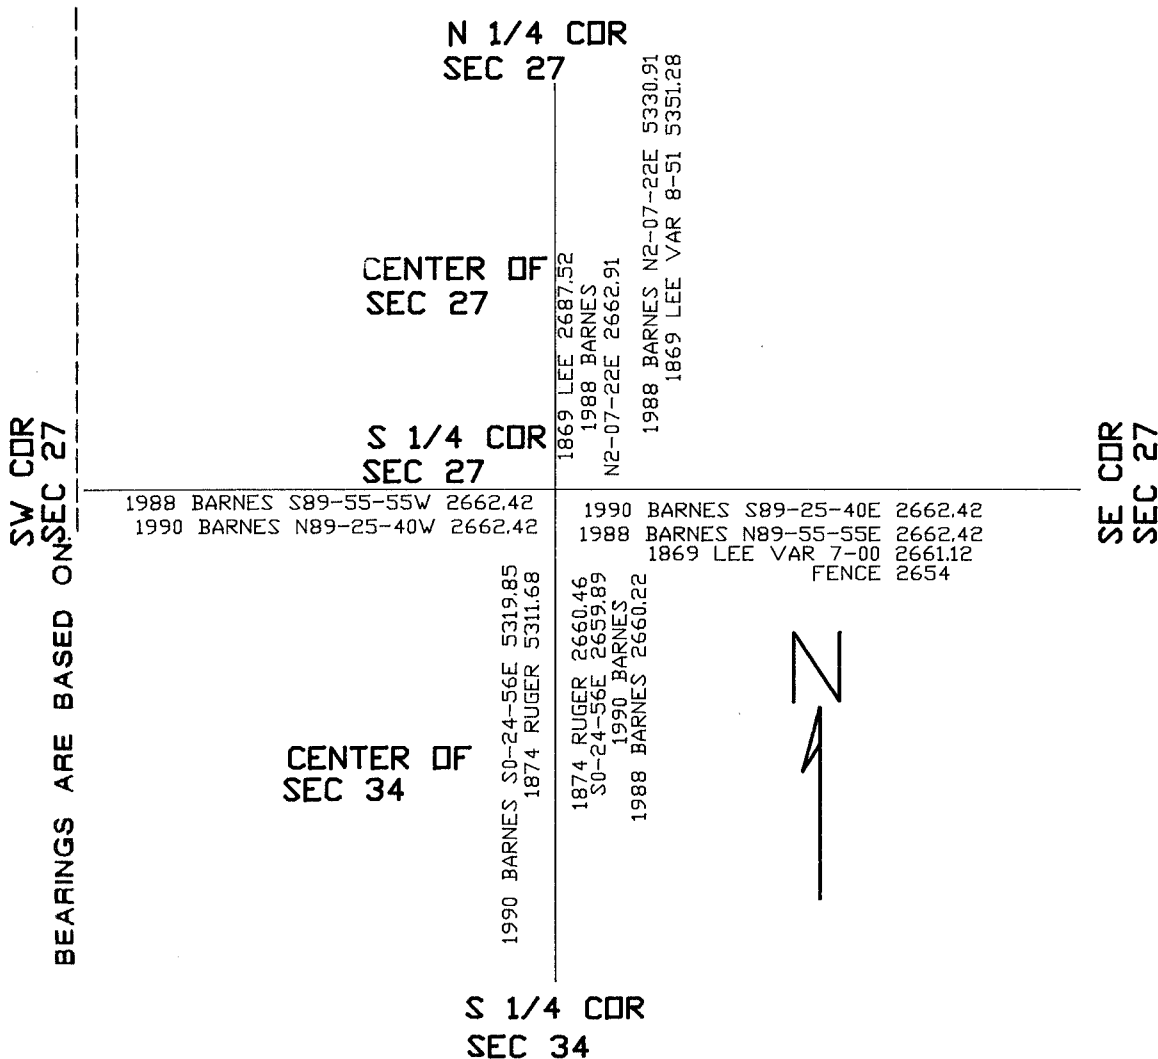 N 1/4 COR
SEC 27
1988 BARNES N2-07-22E 5330.91
1869 LEE VAR 8-51 5351.28
CENTER OF
SEC 27
1869 LEE 2687.52
1988 BARNES
N2-07-22E 2662.91
SW COR
SEC 27
S 1/4 COR
SEC 27
SE COR
SEC 27
1988 BARNES S89-55-55W 2662.42
1990 BARNES N89-25-40W 2662.42
1990 BARNES S89-25-40E 2662.42
1988 BARNES N89-55-55E 2662.42
1869 LEE VAR 7-00 2661.12
FENCE 2654
BEARINGS ARE BASED ON
1990 BARNES S0-24-56E 5319.85
1874 RUGER 5311.68
1874 RUGER 2660.46
S0-24-56E 2659.89
1990 BARNES
1988 BARNES 2660.22
N
CENTER OF
SEC 34
S 1/4 COR
SEC 34